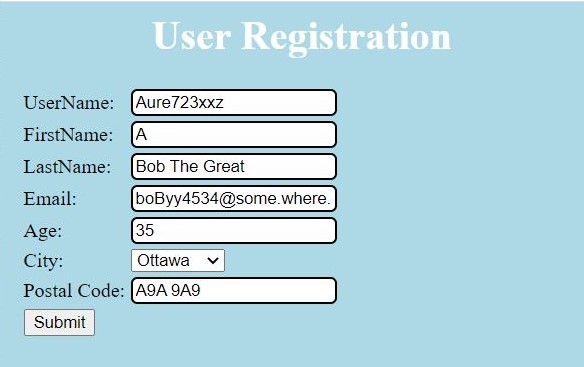 User Registration
UserName: Aure723xxz
FirstName: A
LastName: Bob The Great
Email: boByy4534@some.where.
Age: 35
City: Ottawa
Postal Code: A9A 9A9
Submit